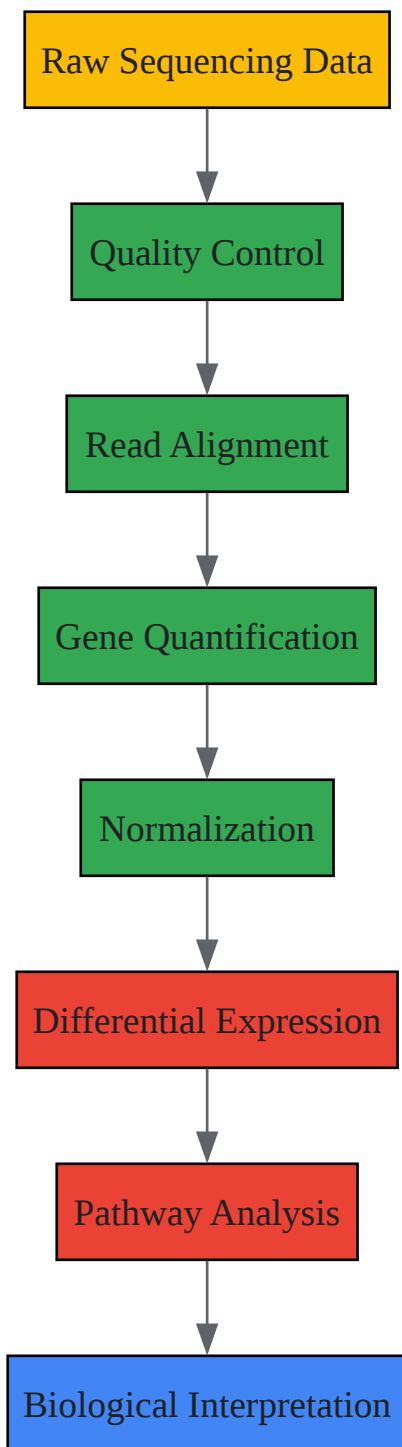 Raw Sequencing Data
Quality Control
Read Alignment
Gene Quantification
Normalization
Differential Expression
Pathway Analysis
Biological Interpretation